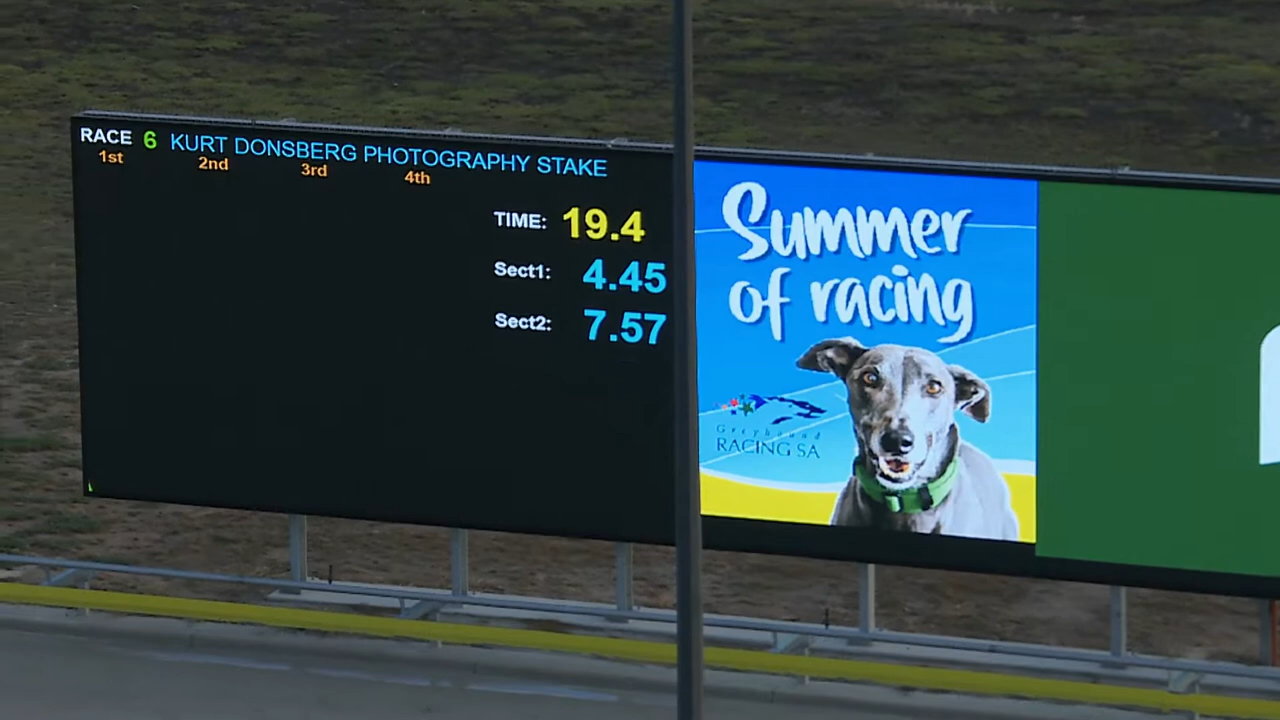 RACE 6 KURT DONSBERG PHOTOGRAPHY STAKE
1st 2nd 3rd 4th
TIME: 19.4
Sect1: 4.45
Sect2: 7.57
Summer
of racing
Greyhound
RACING SA